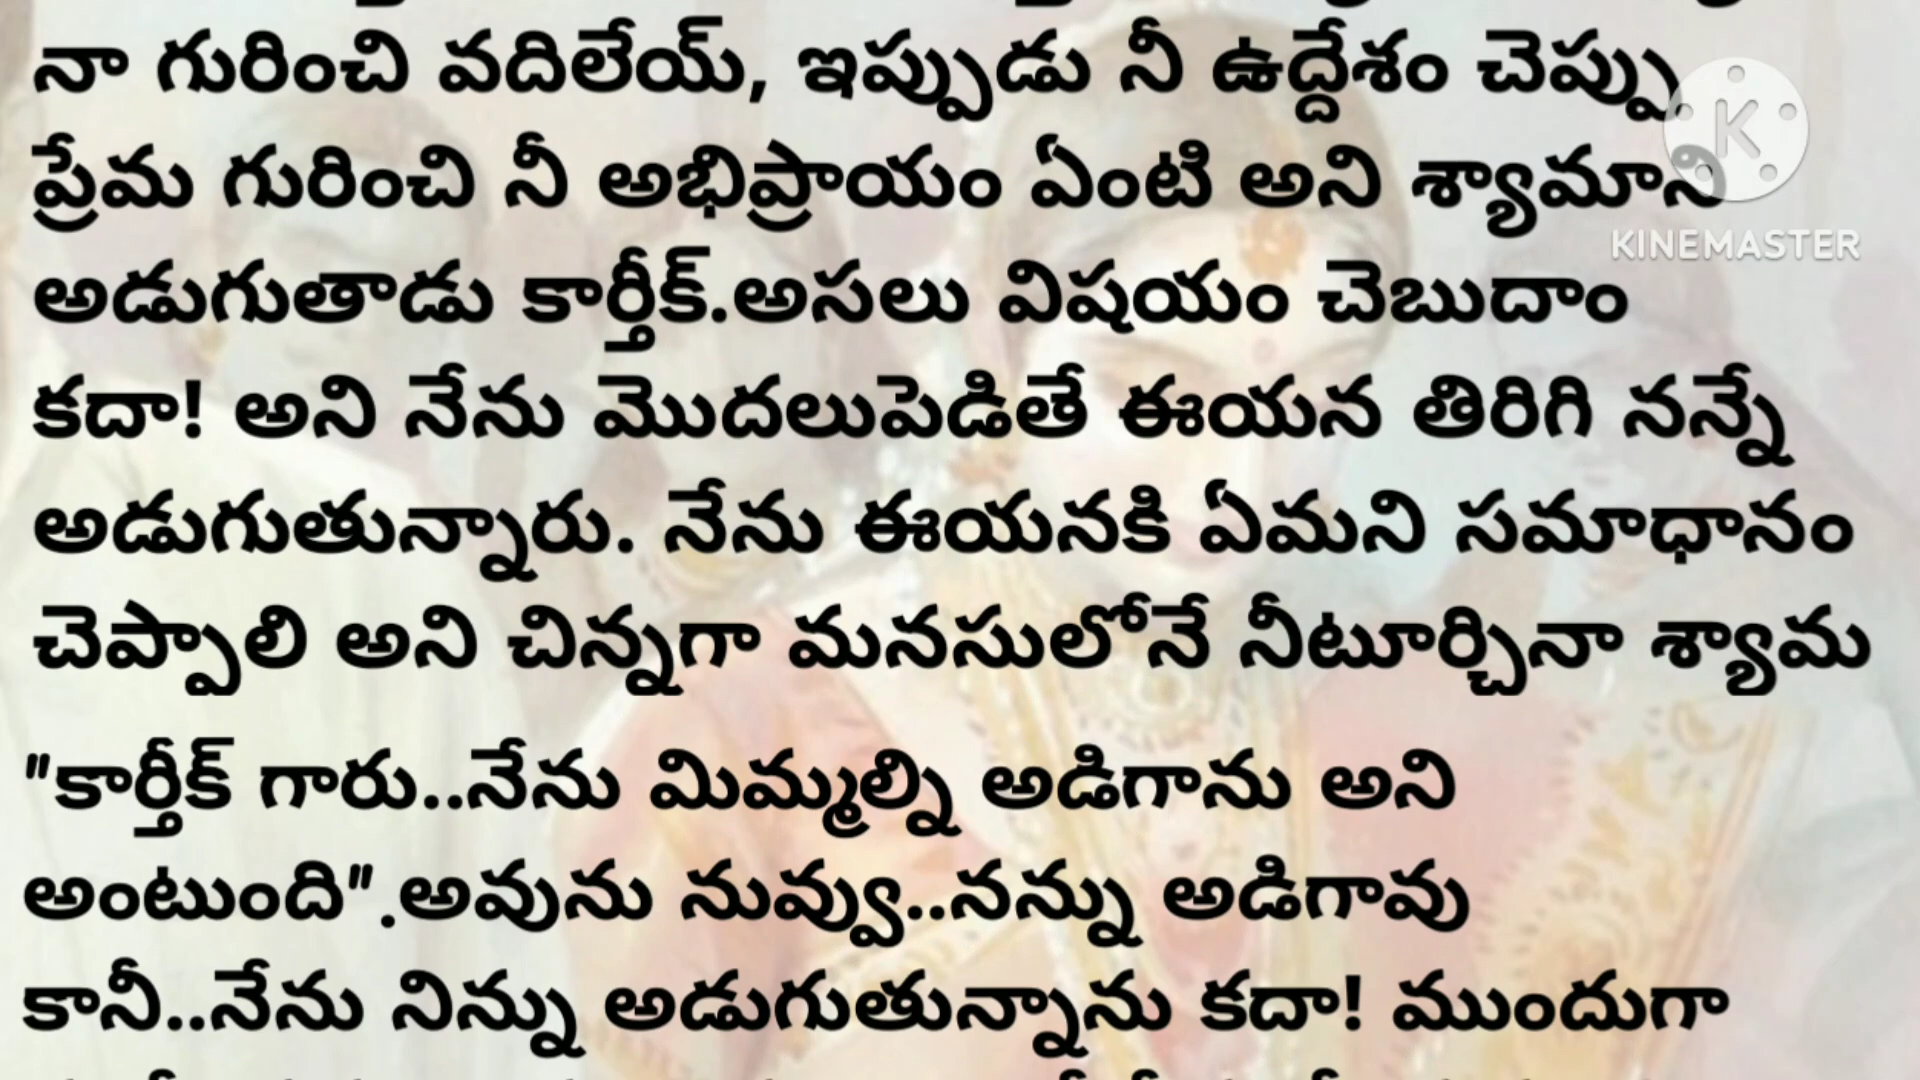 నా గురించి వదిలేయ్, ఇప్పుడు నీ ఉద్దేశం చెప్పు
ప్రేమ గురించి నీ అభిప్రాయం ఏంటి అని శ్యామాని
అడుగుతాడు కార్తీక్.అసలు విషయం చెబుదాం
కదా! అని నేను మొదలుపెడితే ఈయన తిరిగి నన్నే
అడుగుతున్నారు. నేను ఈయనకి ఏమని సమాధానం
చెప్పాలి అని చిన్నగా మనసులోనే నీటూర్చినా శ్యామ
"కార్తీక్ గారు..నేను మిమ్మల్ని అడిగాను అని
అంటుంది".అవును నువ్వు..నన్ను అడిగావు
కానీ..నేను నిన్ను అడుగుతున్నాను కదా! ముందుగా
K
KINEMASTER